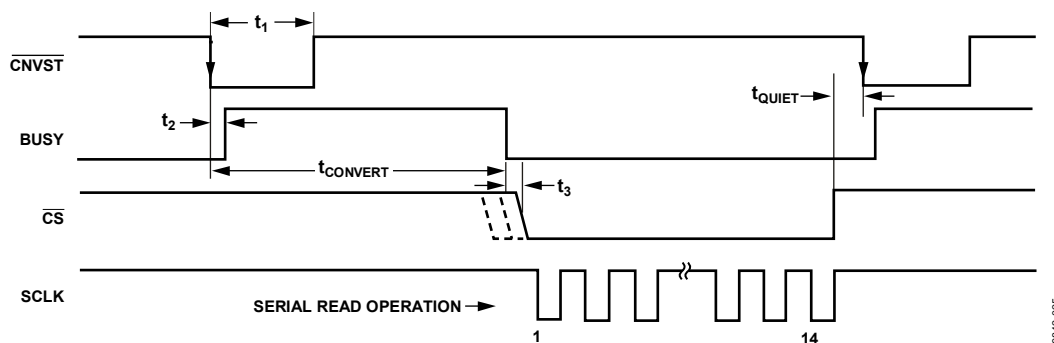 t1
CNVST
tQUIET
t2
BUSY
tCONVERT
t3
CS
SCLK
SERIAL READ OPERATION
1
14